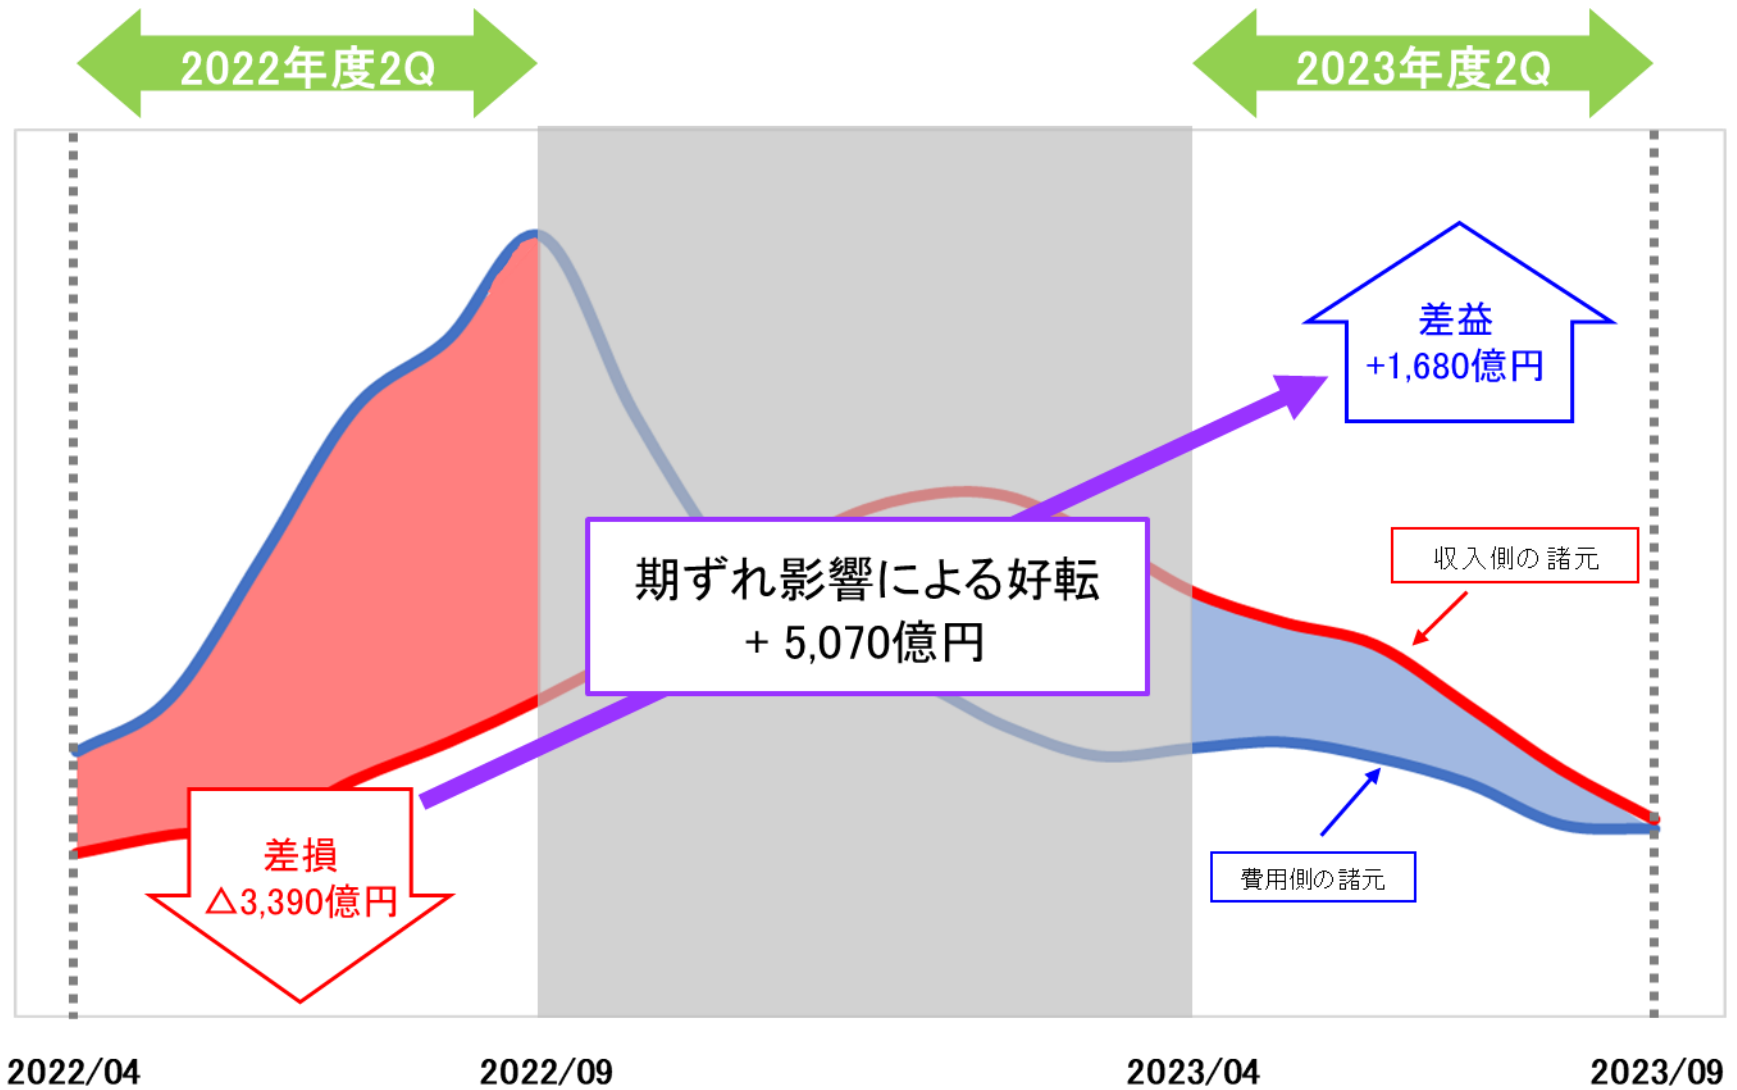 2022年度2Q
2023年度2Q
差益
+1,680億円
収入側の諸元
期ずれ影響による好転
+ 5,070億円
差損
△3,390億円
費用側の諸元
2022/04
2022/09
2023/04
2023/09